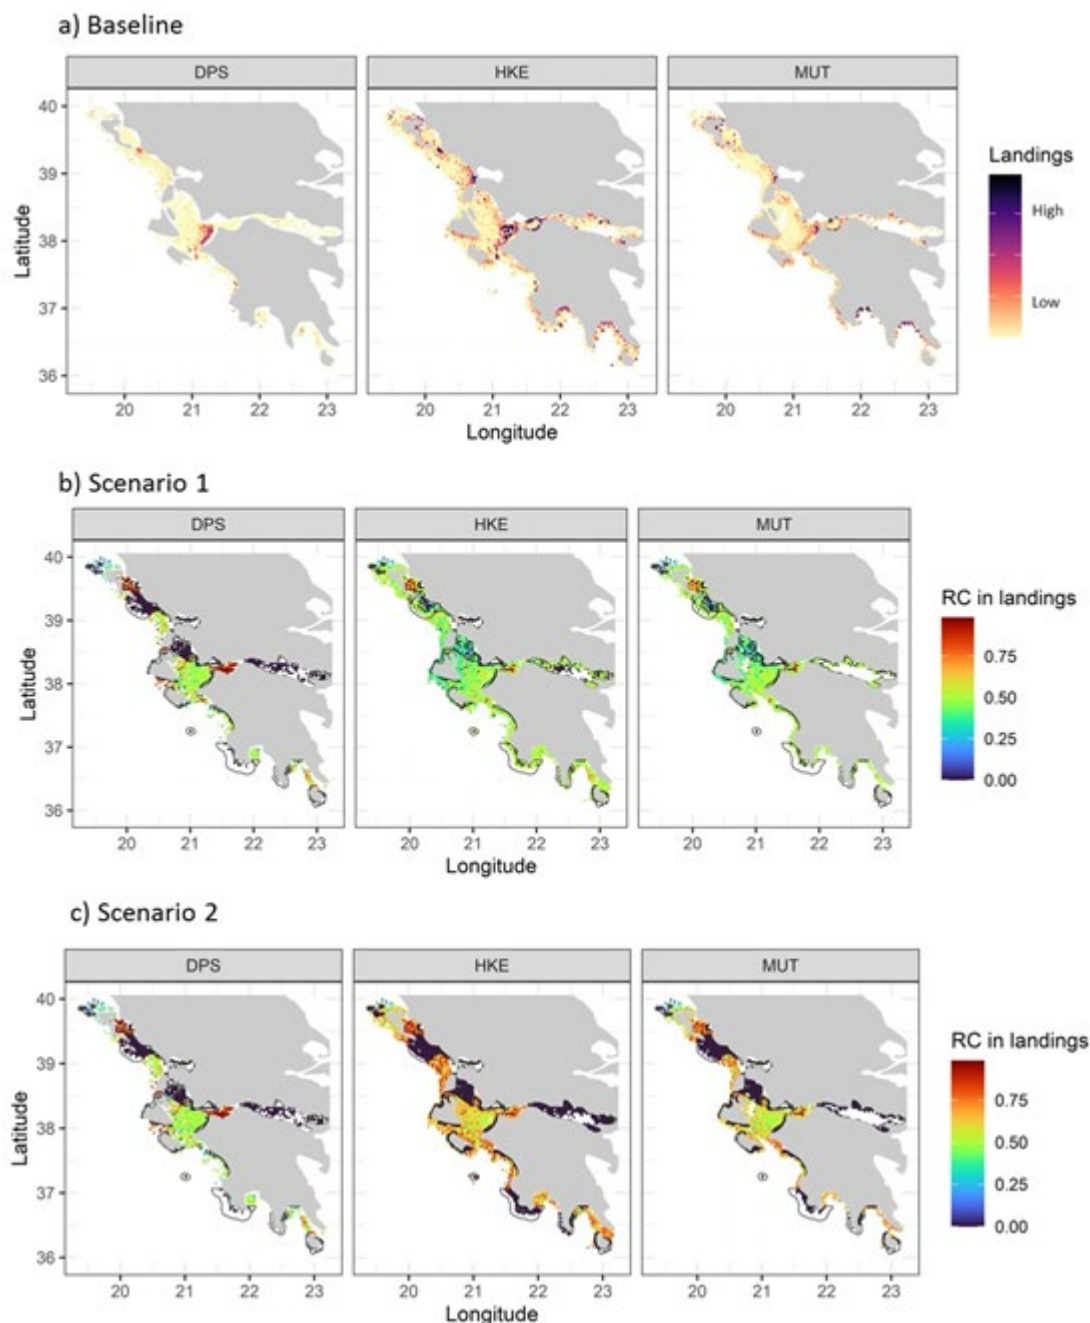 a) Baseline
DPS HKE MUT
40
39
38
37
36
Latitude
20 21 22 23 20 21 22 23 20 21 22 23
Longitude
Landings
High
Low
b) Scenario 1
DPS HKE MUT
40
39
38
37
36
Latitude
20 21 22 23 20 21 22 23 20 21 22 23
Longitude
RC in landings
0.75
0.50
0.25
0.00
c) Scenario 2
DPS HKE MUT
40
39
38
37
36
Latitude
20 21 22 23 20 21 22 23 20 21 22 23
Longitude
RC in landings
0.75
0.50
0.25
0.00